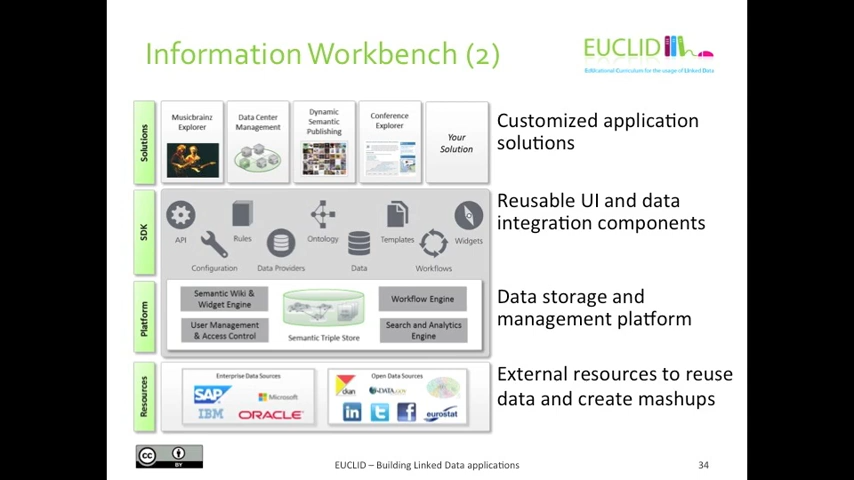 Information Workbench (2)
EUCLID
EdUcational Curriculum for the usage of LInked Data
Solutions
Musicbrainz
Explorer
Data Center
Management
Dynamic
Semantic
Publishing
Conference
Explorer
Your
Solution
Customized application
solutions
SDK
API
Rules
Ontology
Templates
Widgets
Configuration
Data Providers
Data
Workflows
Reusable UI and data
integration components
Platform
Semantic Wiki &
Widget Engine
User Management
& Access Control
Semantic Triple Store
Workflow Engine
Search and Analytics
Engine
Data storage and
management platform
Resources
Enterprise Data Sources
SAP
Microsoft
IBM
ORACLE
Open Data Sources
ckan
in
t
f
eurostat
External resources to reuse
data and create mashups
cc
BY
EUCLID – Building Linked Data applications
34